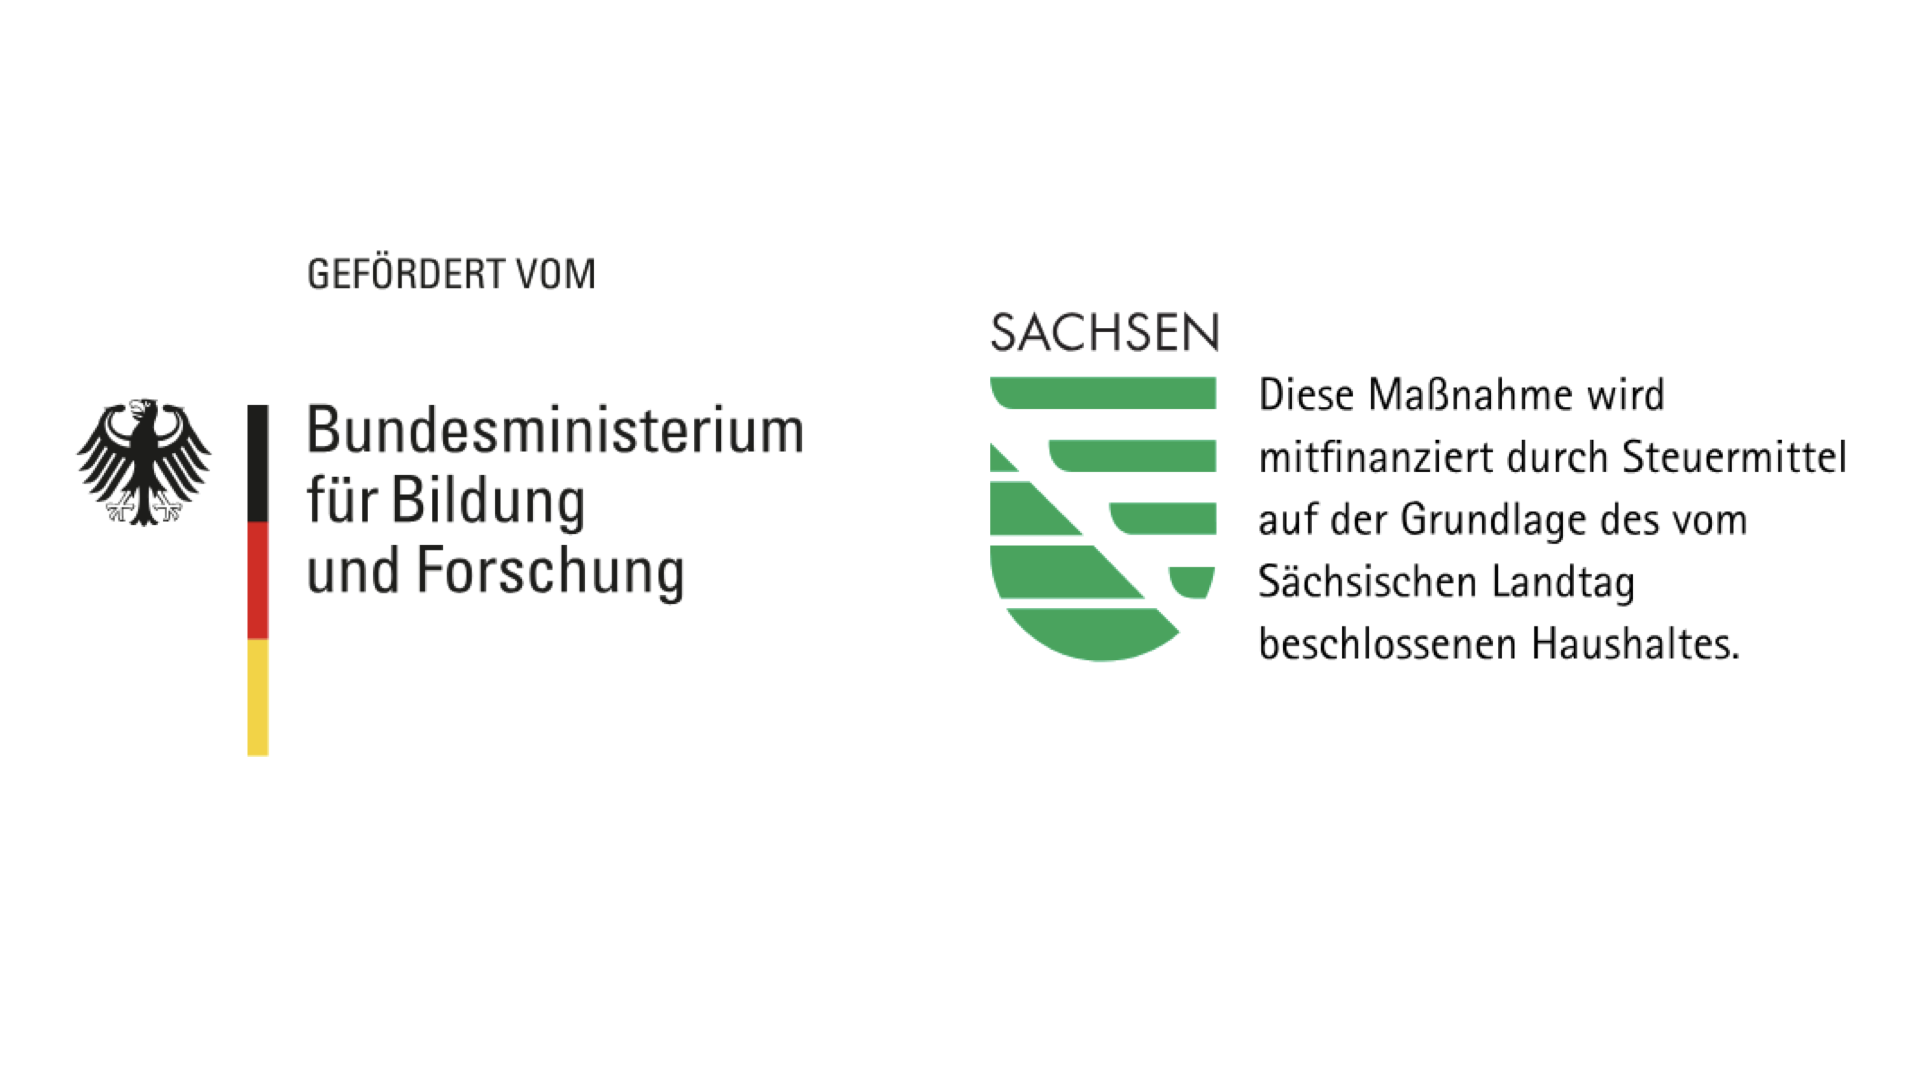 GEFÖRDERT VOM
Bundesministerium
für Bildung
und Forschung
SACHSEN
Diese Maßnahme wird
mitfinanziert durch Steuermittel
auf der Grundlage des vom
Sächsischen Landtag
beschlossenen Haushaltes.